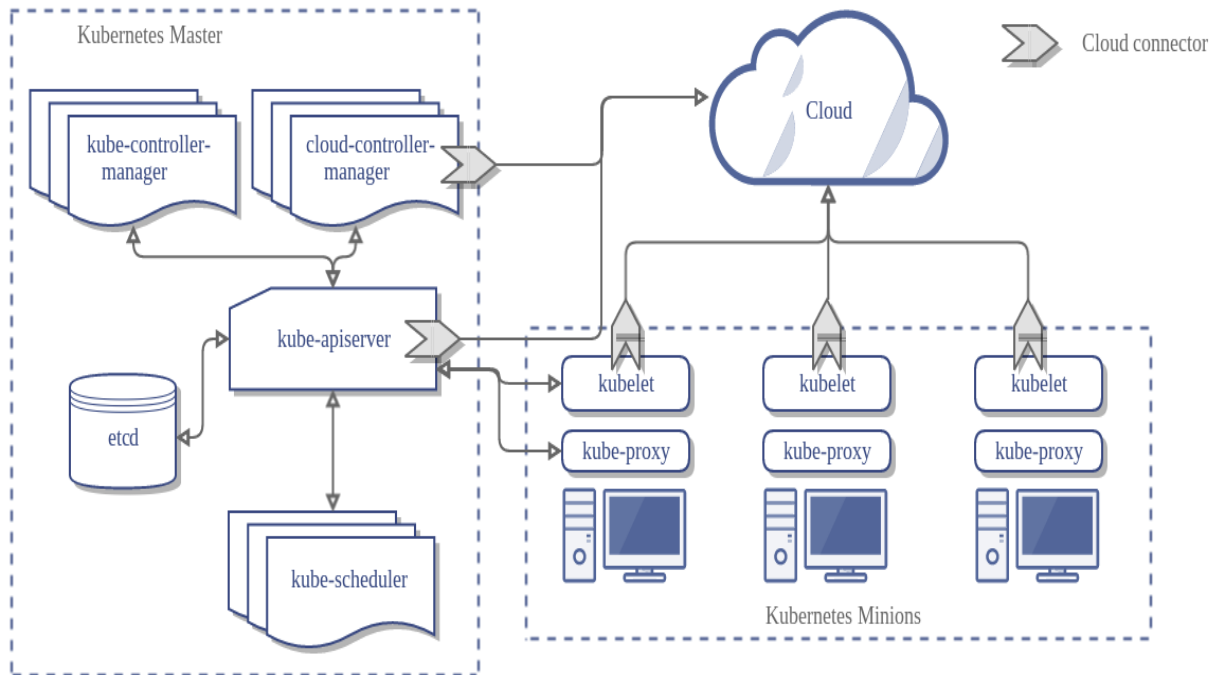 Kubernetes Master
Cloud connector
kube-controller-
manager
cloud-controller-
manager
Cloud
kube-apiserver
etcd
kube-scheduler
kubelet
kubelet
kubelet
kube-proxy
kube-proxy
kube-proxy
Kubernetes Minions